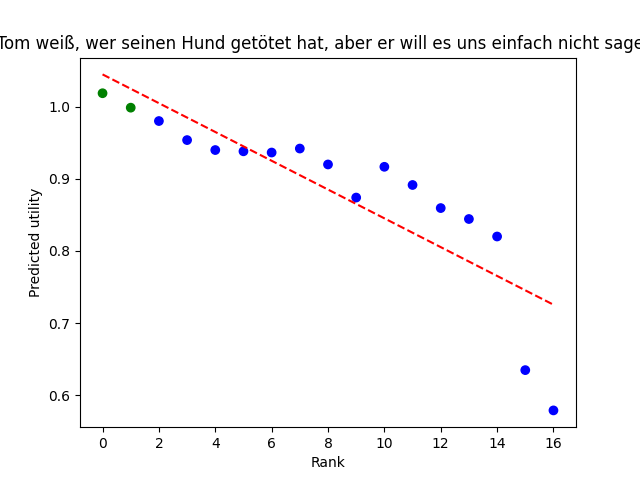 Tom weiß, wer seinen Hund getötet hat, aber er will es uns einfach nicht sage
1.0
0.9
0.8
0.7
0.6
Predicted utility
0 2 4 6 8 10 12 14 16
Rank